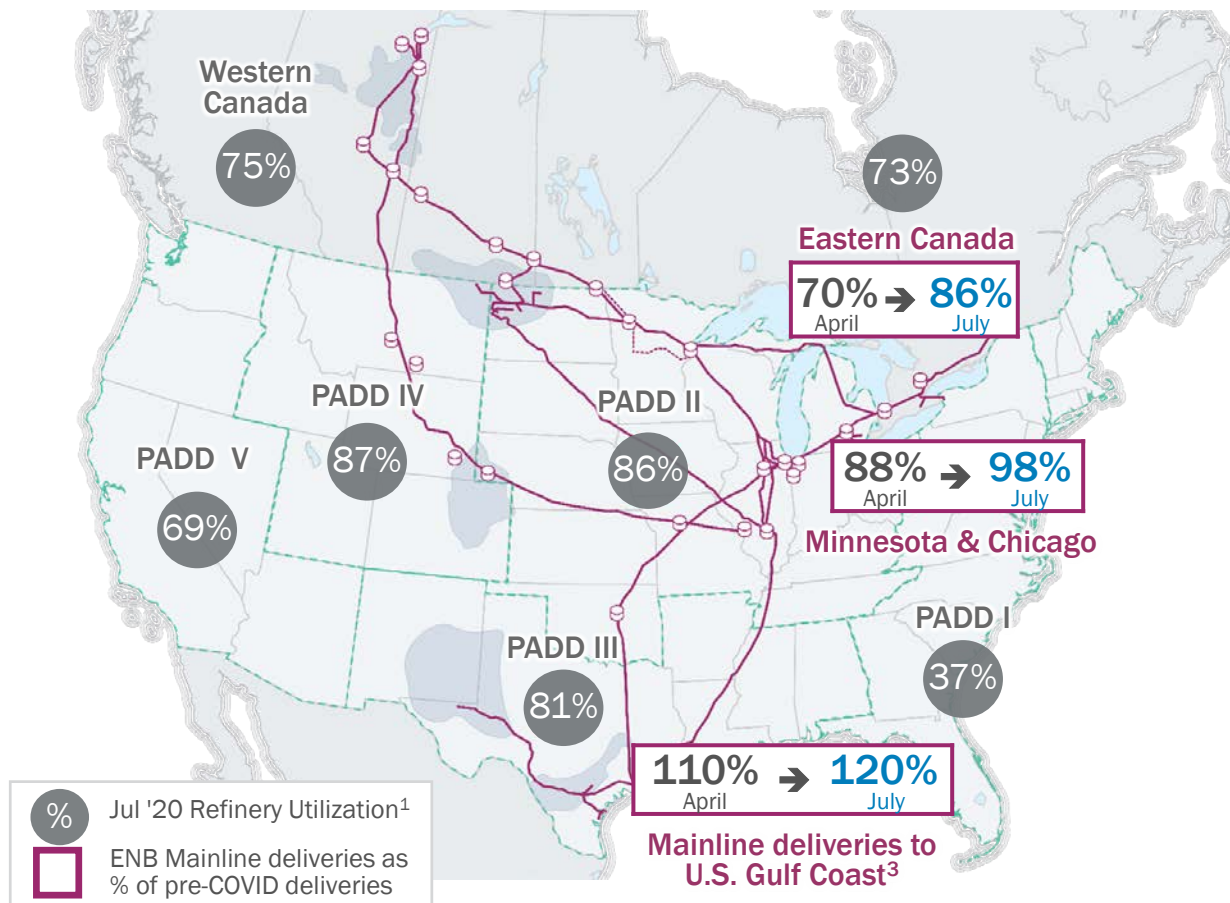 Western
Canada
75%
73%
Eastern Canada
70% ➔ 86%
April July
PADD IV
87%
PADD II
86%
PADD V
69%
88% ➔ 98%
April July
Minnesota & Chicago
PADD I
37%
PADD III
81%
110% ➔ 120%
April July
Mainline deliveries to
U.S. Gulf Coast³
% Jul '20 Refinery Utilization¹
ENB Mainline deliveries as
% of pre-COVID deliveries